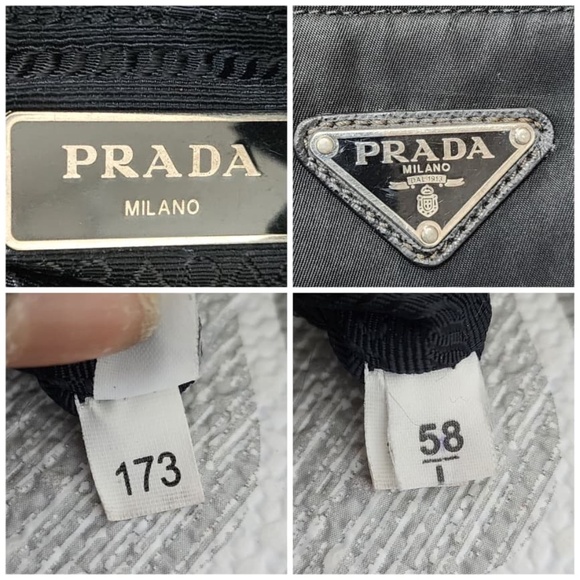 PRADA
MILANO
PRADA
MILANO
DAL 1913
173
58
I